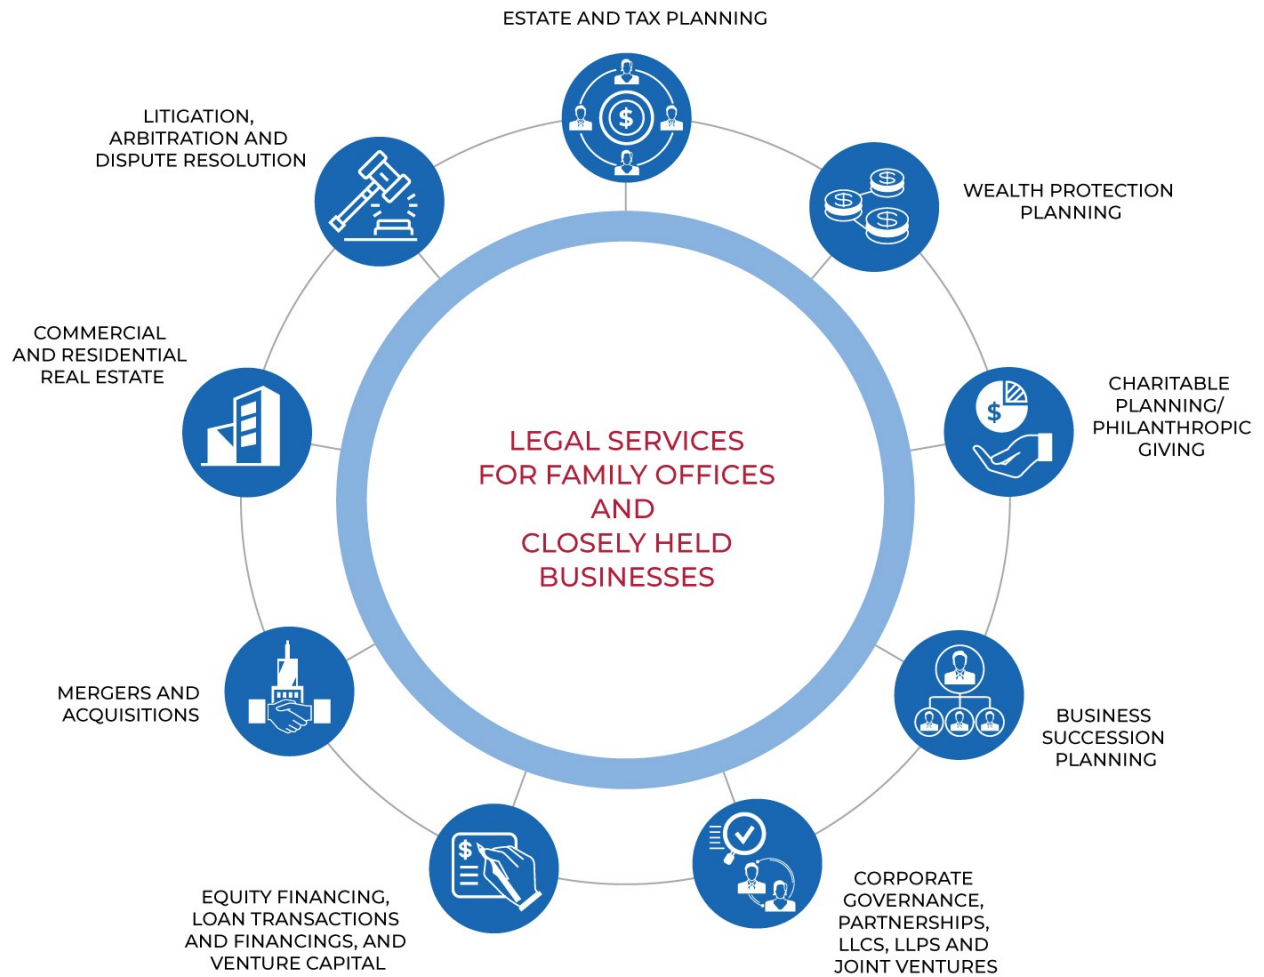 ESTATE AND TAX PLANNING
WEALTH PROTECTION
PLANNING
CHARITABLE
PLANNING/
PHILANTHROPIC
GIVING
BUSINESS
SUCCESSION
PLANNING
CORPORATE
GOVERNANCE,
PARTNERSHIPS,
LLCS, LLPS AND
JOINT VENTURES
EQUITY FINANCING,
LOAN TRANSACTIONS
AND FINANCINGS, AND
VENTURE CAPITAL
MERGERS AND
ACQUISITIONS
COMMERCIAL
AND RESIDENTIAL
REAL ESTATE
LITIGATION,
ARBITRATION AND
DISPUTE RESOLUTION
LEGAL SERVICES
FOR FAMILY OFFICES
AND
CLOSELY HELD
BUSINESSES